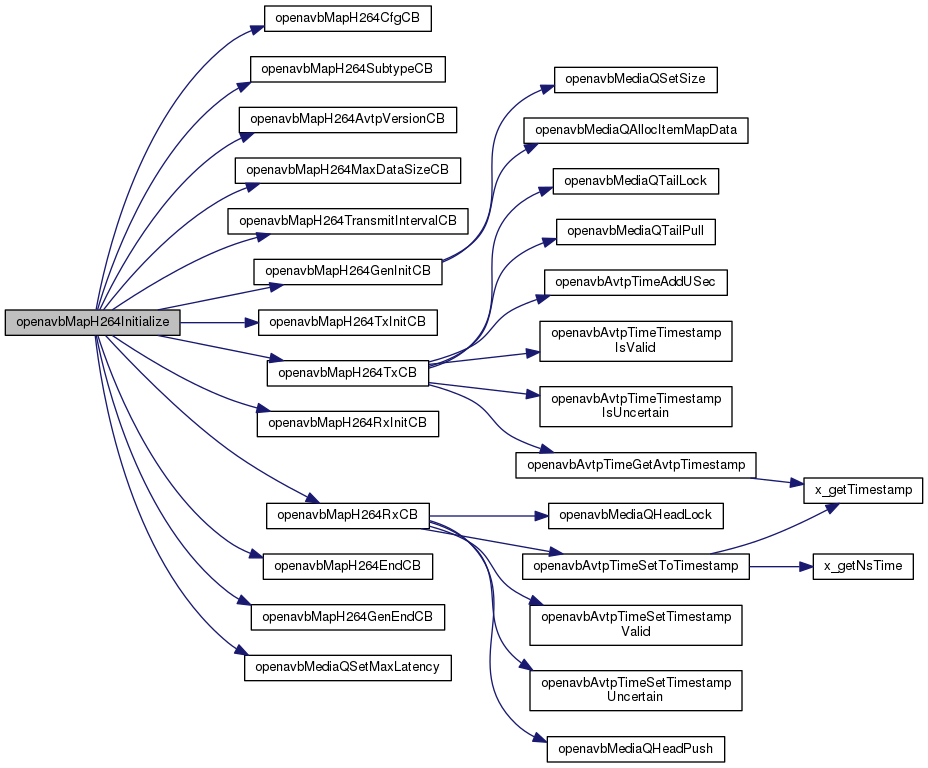 openavbMapH264Initialize
openavbMapH264CfgCB
openavbMapH264SubtypeCB
openavbMapH264AvtpVersionCB
openavbMapH264MaxDataSizeCB
openavbMapH264TransmitIntervalCB
openavbMapH264GenInitCB
openavbMapH264TxInitCB
openavbMapH264TxCB
openavbMapH264RxInitCB
openavbMapH264RxCB
openavbMapH264EndCB
openavbMapH264GenEndCB
openavbMediaQSetMaxLatency
openavbMediaQSetSize
openavbMediaQAllocItemMapData
openavbMediaQTailLock
openavbMediaQTailPull
openavbAvtpTimeAddUSec
openavbAvtpTimeTimestamp
IsValid
openavbAvtpTimeTimestamp
IsUncertain
openavbAvtpTimeGetAvtpTimestamp
openavbMediaQHeadLock
openavbAvtpTimeSetToTimestamp
openavbAvtpTimeSetTimestamp
Valid
openavbAvtpTimeSetTimestamp
Uncertain
openavbMediaQHeadPush
x_getTimestamp
x_getNsTime